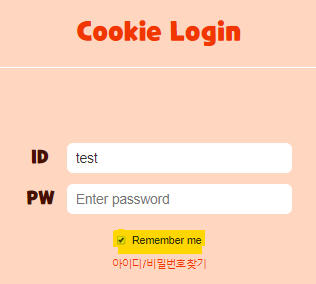 Cookie Login
ID test
PW Enter password
Remember me
아이디/비밀번호찾기